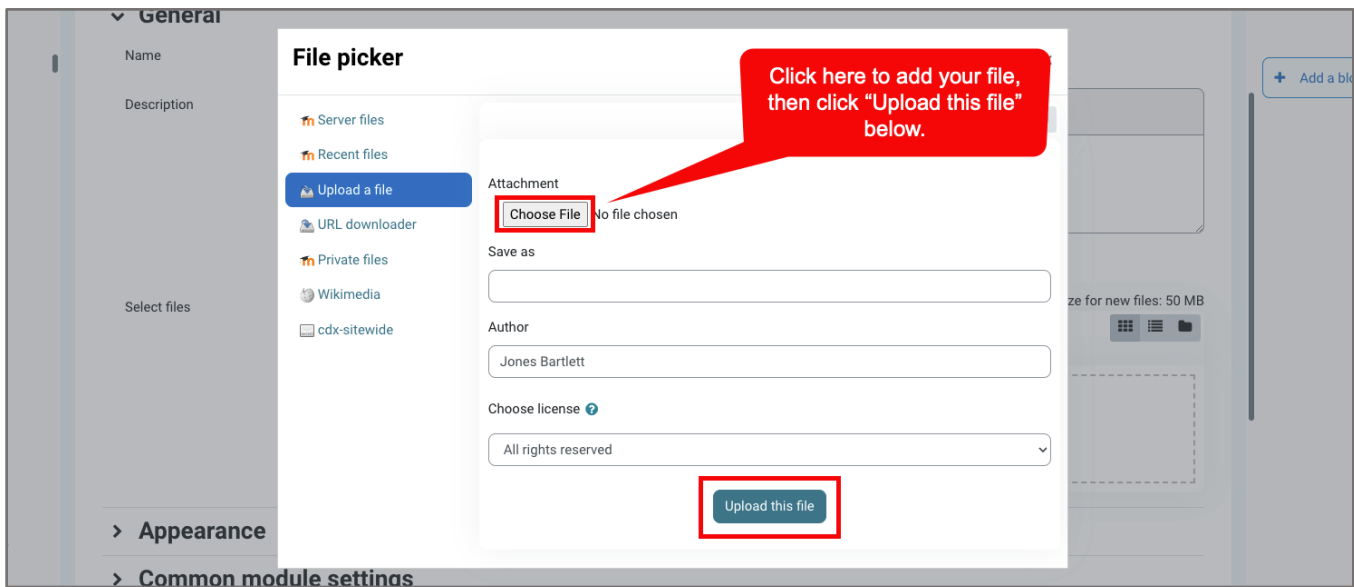 General
Name
Description
Select files
File picker
Server files
Recent files
Upload a file
URL downloader
Private files
Wikimedia
cdx-sitewide
Click here to add your file,
then click “Upload this file”
below.
Attachment
Choose File No file chosen
Save as
Author
Jones Bartlett
Choose license
All rights reserved
Upload this file
+ Add a
for new files: 50 MB
Appearance
Common module settings